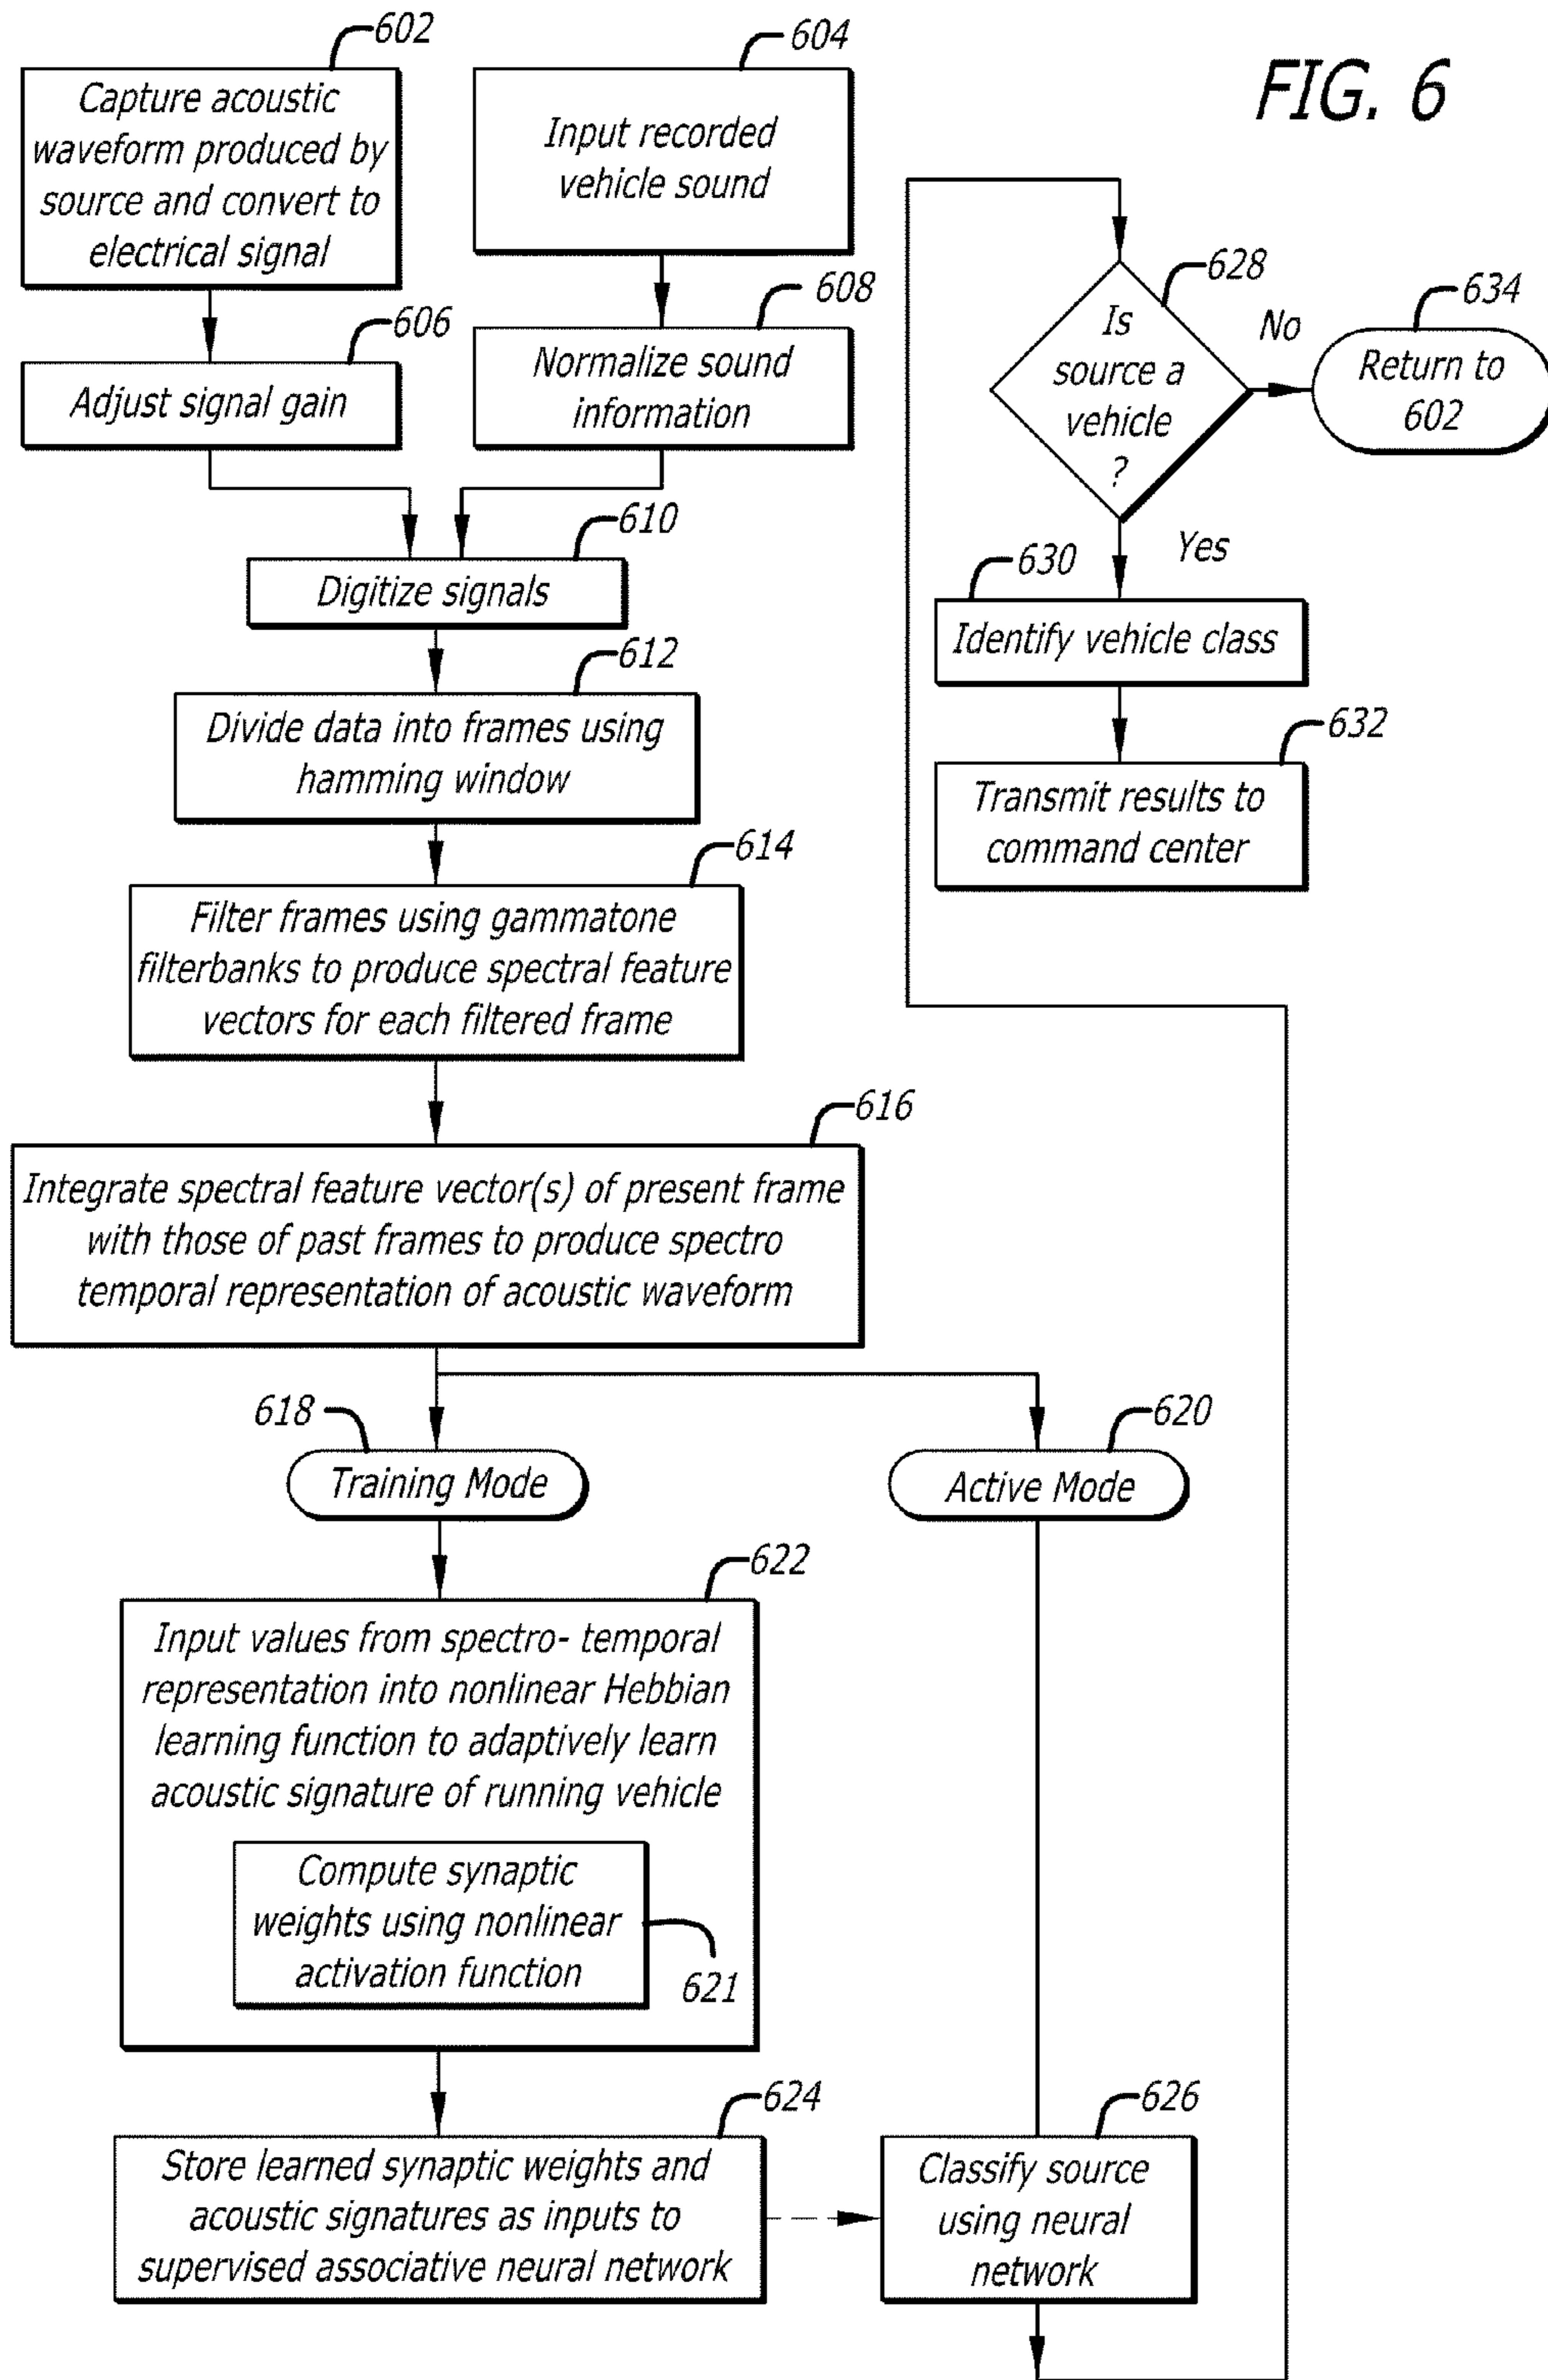 FIG. 6
602
Capture acoustic
waveform produced by
source and convert to
electrical signal
604
Input recorded
vehicle sound
606
Adjust signal gain
608
Normalize sound
information
610
Digitize signals
612
Divide data into frames using
hamming window
614
Filter frames using gammatone
filterbanks to produce spectral feature
vectors for each filtered frame
616
Integrate spectral feature vector(s) of present frame
with those of past frames to produce spectro
temporal representation of acoustic waveform
618
Training Mode
620
Active Mode
622
Input values from spectro- temporal
representation into nonlinear Hebbian
learning function to adaptively learn
acoustic signature of running vehicle
Compute synaptic
weights using nonlinear
activation function
621
624
Store learned synaptic weights and
acoustic signatures as inputs to
supervised associative neural network
626
Classify source
using neural
network
628
Is
source a
vehicle
?
No
634
Return to
602
Yes
630
Identify vehicle class
632
Transmit results to
command center